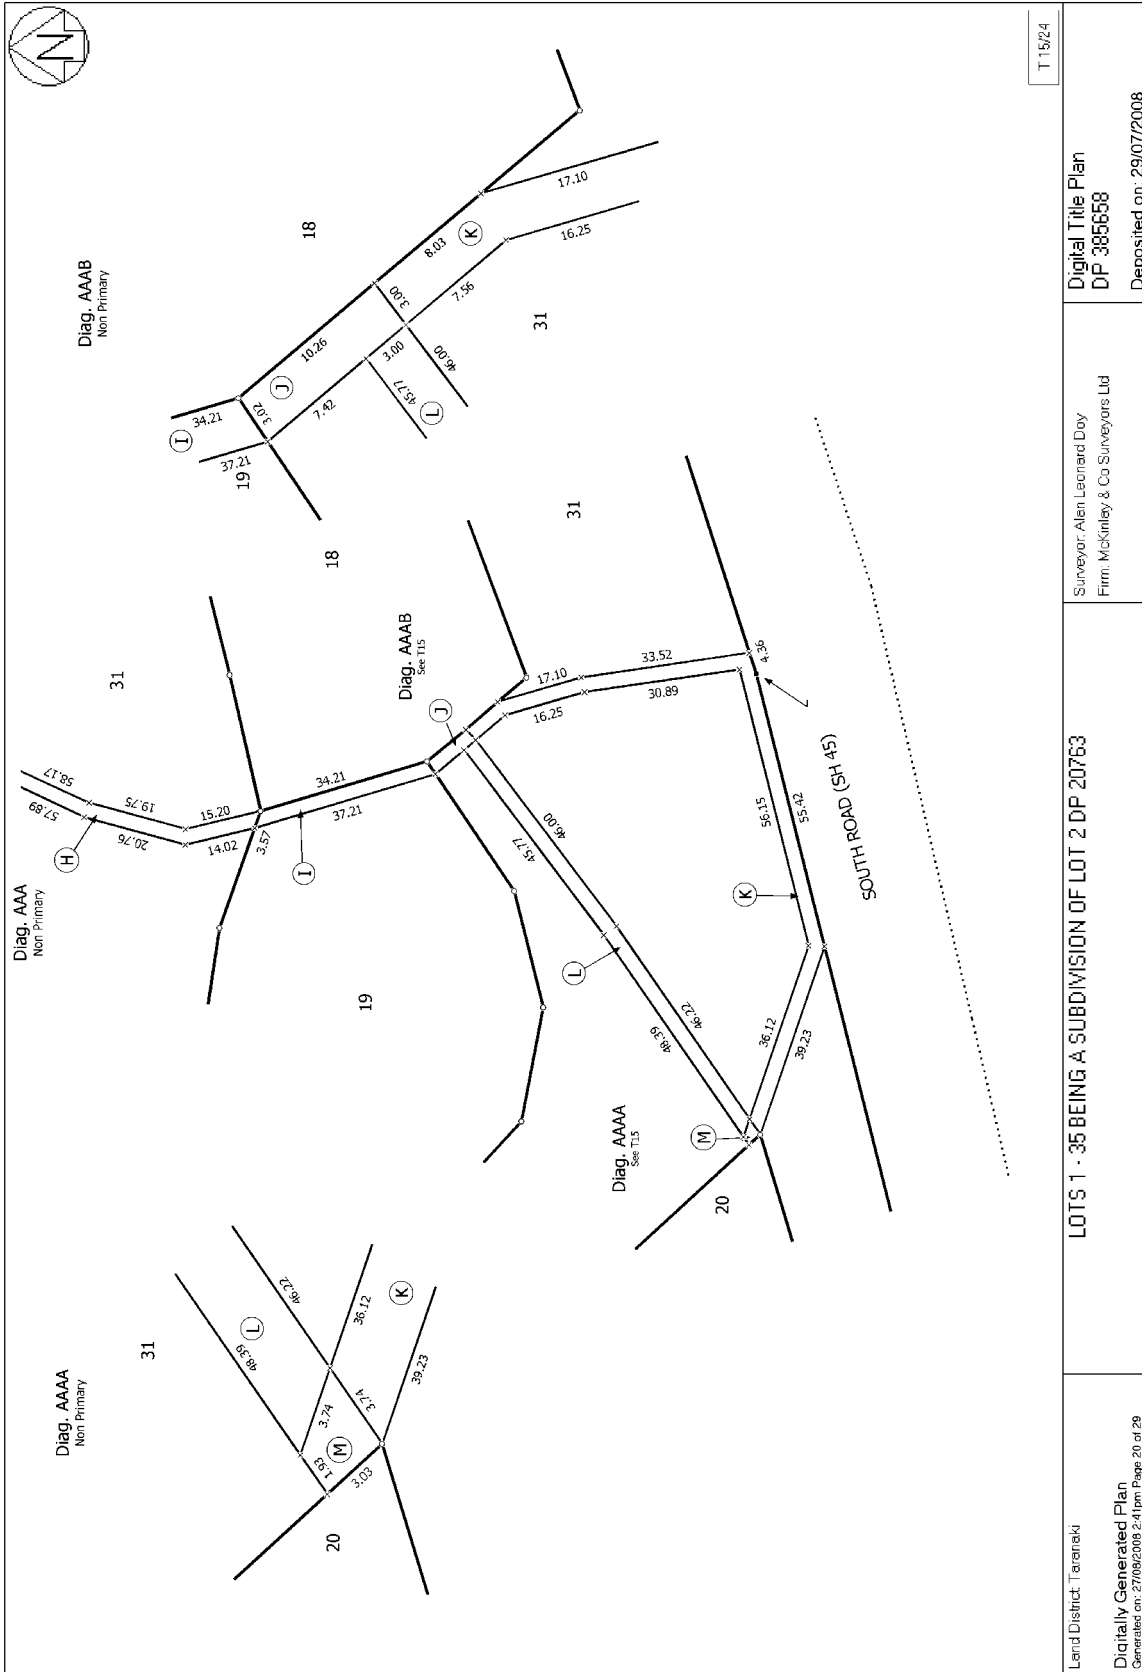 N
Diag. AAAA
Non Primary
31
20
48.39
L
46.22
3.74
36.12
K
1.93
M
3.74
3.03
39.23
Diag. AAA
Non Primary
57.89
58.17
H
20.76
19.75
31
14.02
15.20
3.57
I
37.21
34.21
18
19
Diag. AAAB
See T15
J
45.77
46.00
17.10
16.25
33.52
30.89
31
4.36
L
48.39
46.22
56.15
55.42
K
36.12
39.23
SOUTH ROAD (SH 45)
Diag. AAAA
See T15
M
20
Diag. AAAB
Non Primary
18
I
34.21
37.21
19
3.02
J
10.26
7.42
3.00
3.00
45.77
L
46.00
8.03
K
7.56
17.10
16.25
31
T 15/24
Land District: Taranaki
Digitally Generated Plan
Generated on: 27/08/2008 2:41pm Page 20 of 29
LOTS 1 - 35 BEING A SUBDIVISION OF LOT 2 DP 20763
Surveyor: Alan Leonard Doy
Firm: McKinlay & Co Surveyors Ltd
Digital Title Plan
DP 385658
Deposited on: 29/07/2008